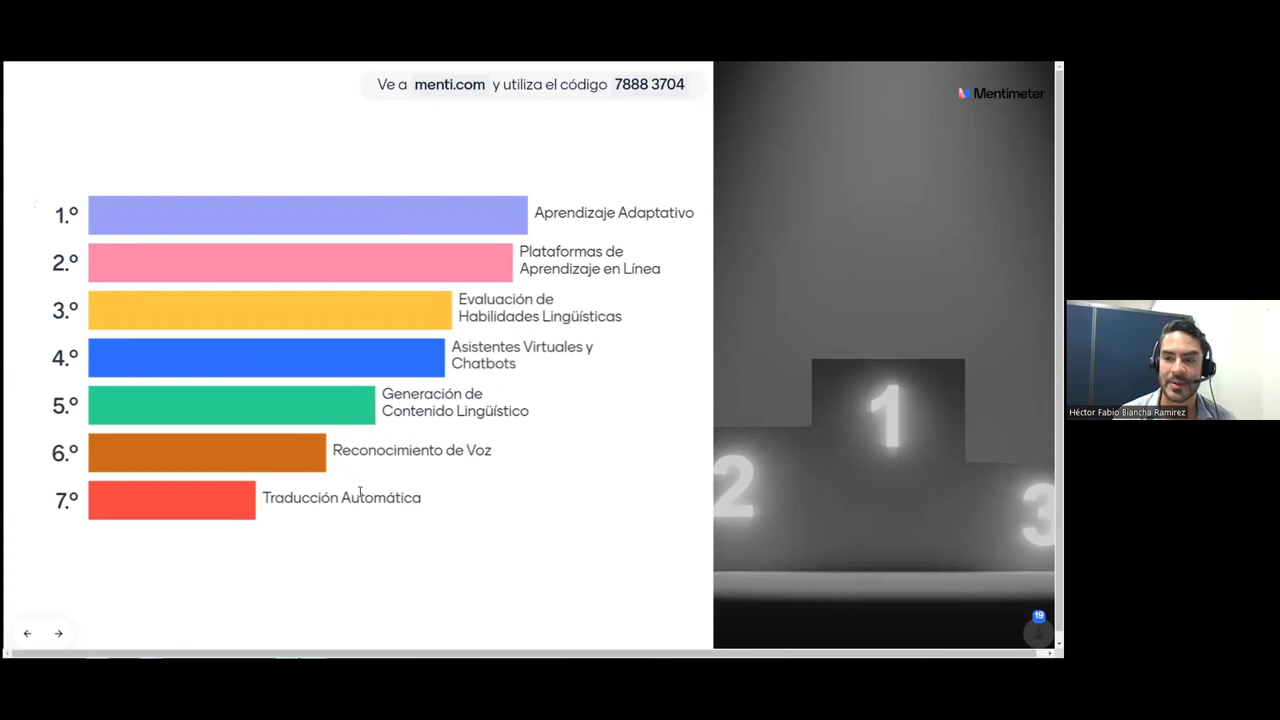 Ve a menti.com y utiliza el código 7888 3704
Mentimeter
1.º
Aprendizaje Adaptativo
2.º
Plataformas de
Aprendizaje en Línea
3.º
Evaluación de
Habilidades Lingüísticas
4.º
Asistentes Virtuales y
Chatbots
5.º
Generación de
Contenido Lingüístico
6.º
Reconocimiento de Voz
7.º
Traducción Automática
1
2
3
19
Héctor Fabio Biancha Ramirez